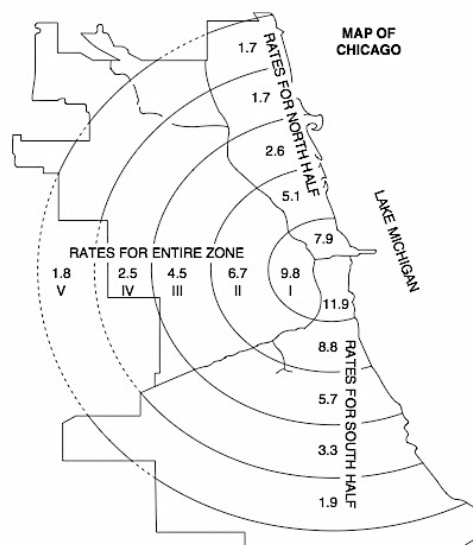 MAP OF
CHICAGO
1.7
1.7
RATES FOR NORTH HALF
2.6
5.1
LAKE MICHIGAN
7.9
RATES FOR ENTIRE ZONE
1.8 2.5 4.5 6.7 9.8
V IV III II I
11.9
8.8
RATES FOR SOUTH HALF
5.7
3.3
1.9